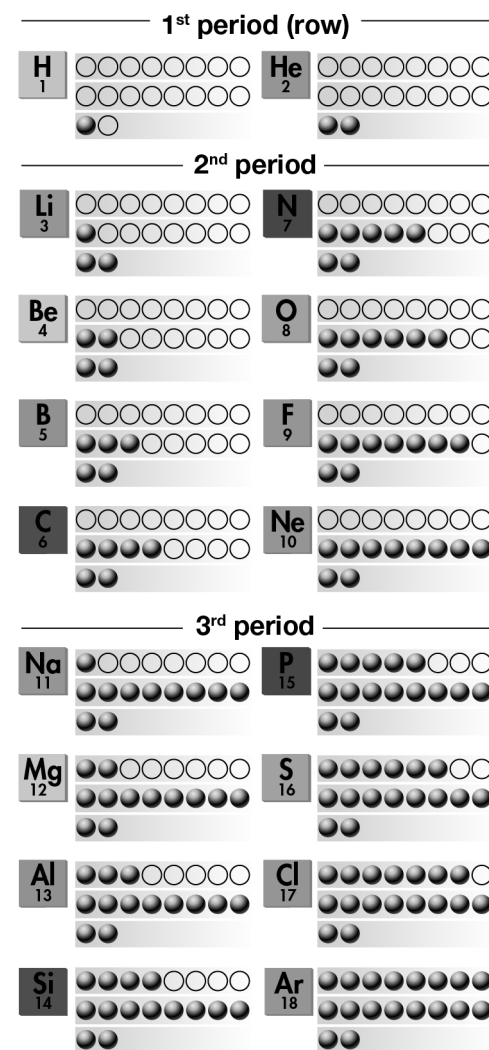 1st period (row)
H
1
He
2
2nd period
Li
3
N
7
Be
4
O
8
B
5
F
9
C
6
Ne
10
3rd period
Na
11
P
15
Mg
12
S
16
Al
13
Cl
17
Si
14
Ar
18